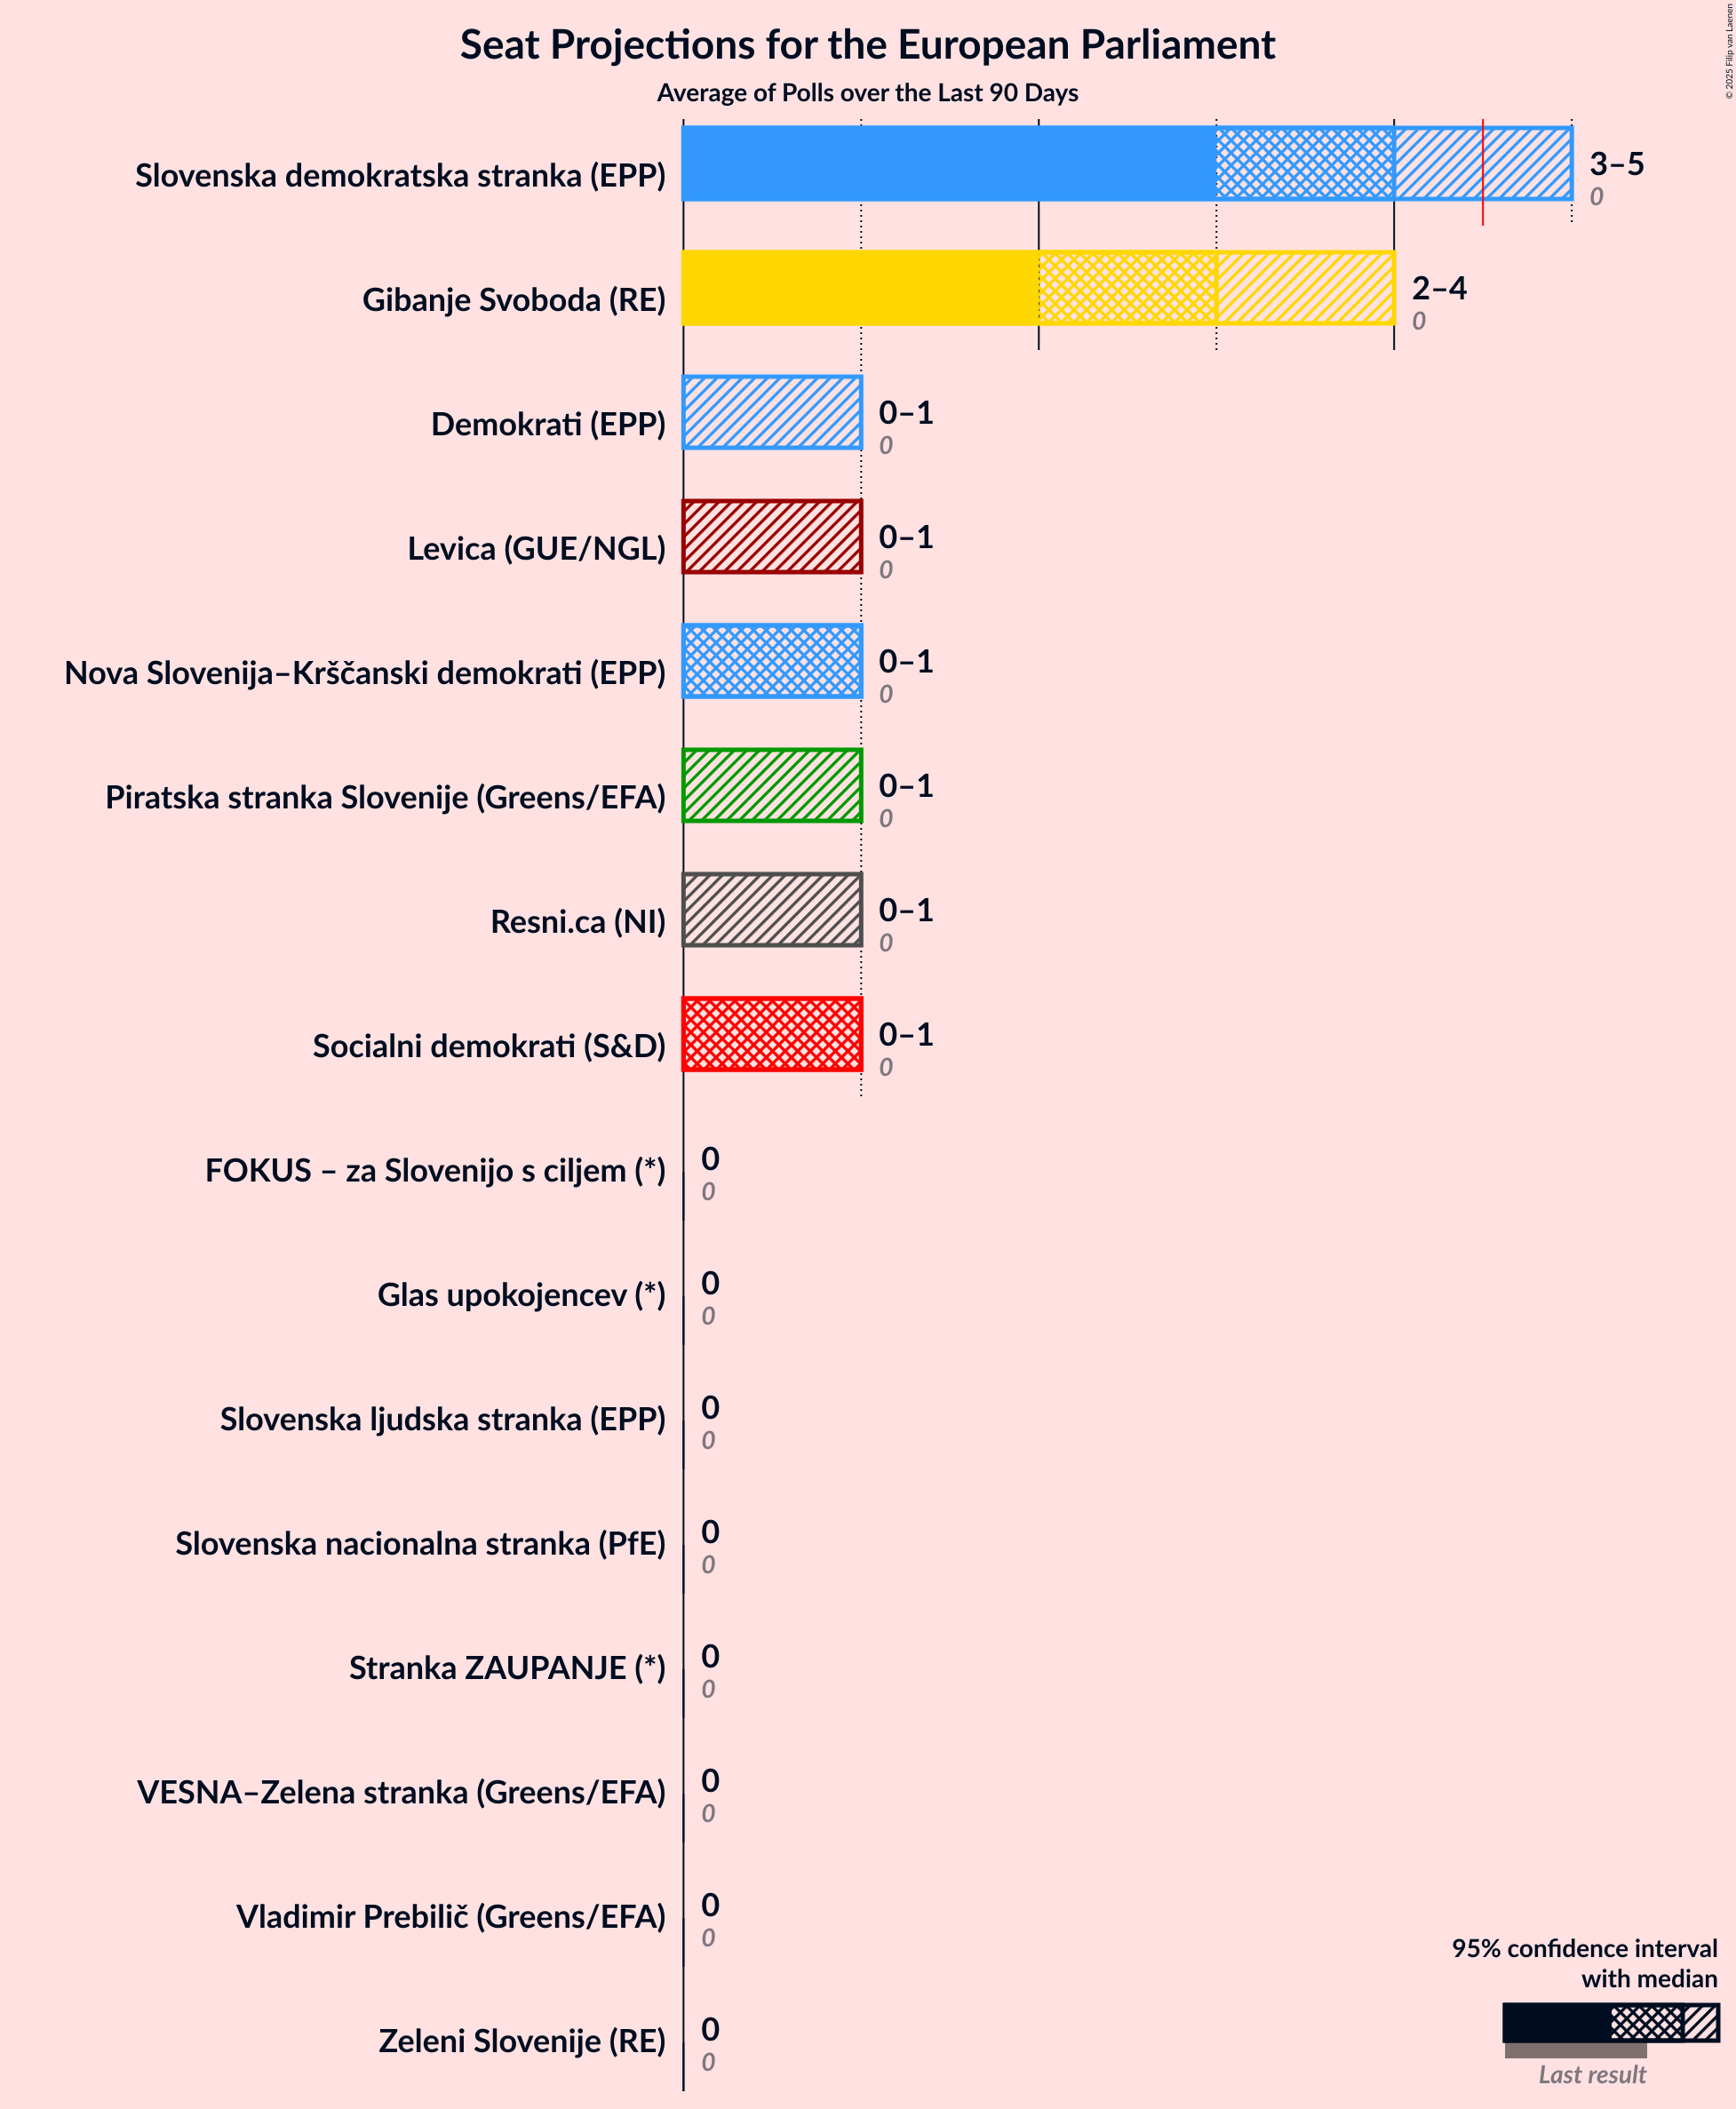 Seat Projections for the European Parliament
Average of Polls over the Last 90 Days
© 2025 Filip van Laenen
Slovenska demokratska stranka (EPP)
3–5
0
Gibanje Svoboda (RE)
2–4
0
Demokrati (EPP)
0–1
0
Levica (GUE/NGL)
0–1
0
Nova Slovenija–Krščanski demokrati (EPP)
0–1
0
Piratska stranka Slovenije (Greens/EFA)
0–1
0
Resni.ca (NI)
0–1
0
Socialni demokrati (S&D)
0–1
0
FOKUS – za Slovenijo s ciljem (*)
0
0
Glas upokojencev (*)
0
0
Slovenska ljudska stranka (EPP)
0
0
Slovenska nacionalna stranka (PfE)
0
0
Stranka ZAUPANJE (*)
0
0
VESNA–Zelena stranka (Greens/EFA)
0
0
Vladimir Prebilič (Greens/EFA)
0
0
Zeleni Slovenije (RE)
0
0
95% confidence interval
with median
Last result